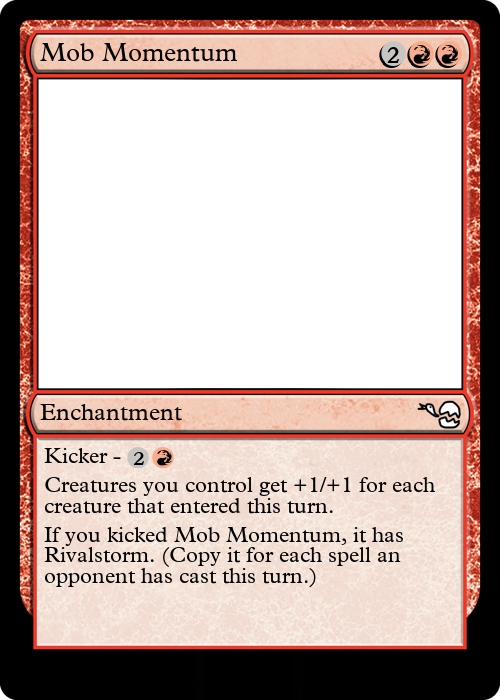 Mob Momentum 2
Enchantment
Kicker - 2
Creatures you control get +1/+1 for each
creature that entered this turn.
If you kicked Mob Momentum, it has
Rivalstorm. (Copy it for each spell an
opponent has cast this turn.)